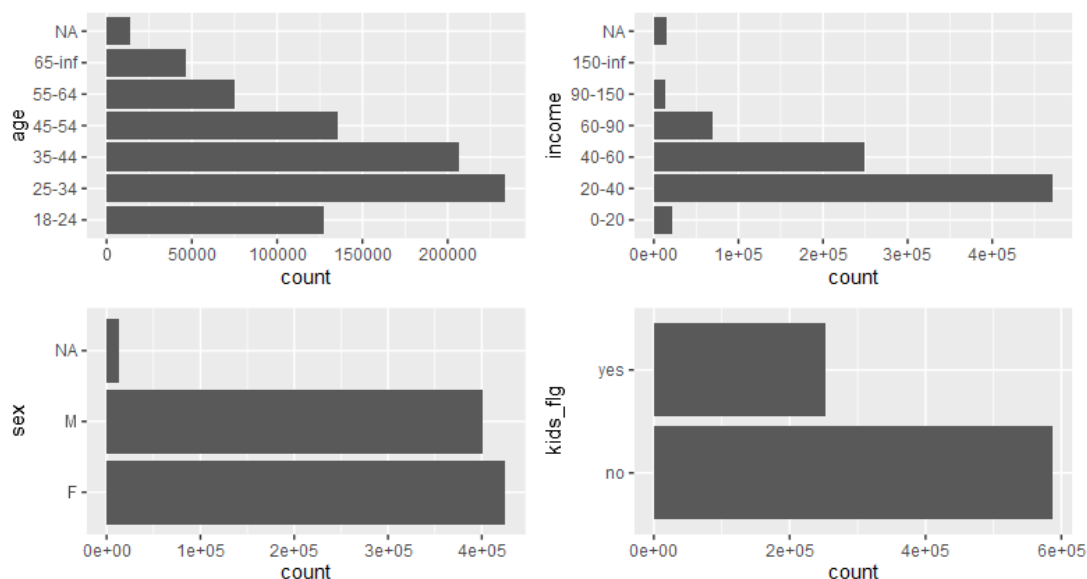 age
NA
65-inf
55-64
45-54
35-44
25-34
18-24
0
50000
100000
150000
200000
count
income
NA
150-inf
90-150
60-90
40-60
20-40
0-20
0e+00
1e+05
2e+05
3e+05
4e+05
count
sex
NA
M
F
0e+00
1e+05
2e+05
3e+05
4e+05
count
kids_flg
yes
no
0e+00
2e+05
4e+05
6e+05
count